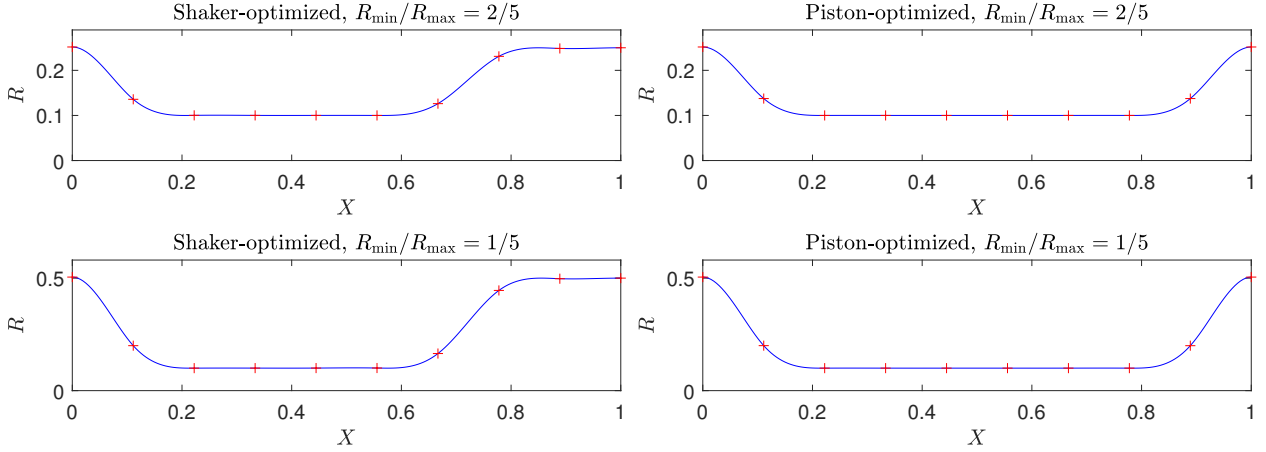 Shaker-optimized, R_min/R_max = 2/5
R
0.2
0.1
0
0 0.2 0.4 0.6 0.8 1
X
Piston-optimized, R_min/R_max = 2/5
R
0.2
0.1
0
0 0.2 0.4 0.6 0.8 1
X
Shaker-optimized, R_min/R_max = 1/5
R
0.5
0
0 0.2 0.4 0.6 0.8 1
X
Piston-optimized, R_min/R_max = 1/5
R
0.5
0
0 0.2 0.4 0.6 0.8 1
X